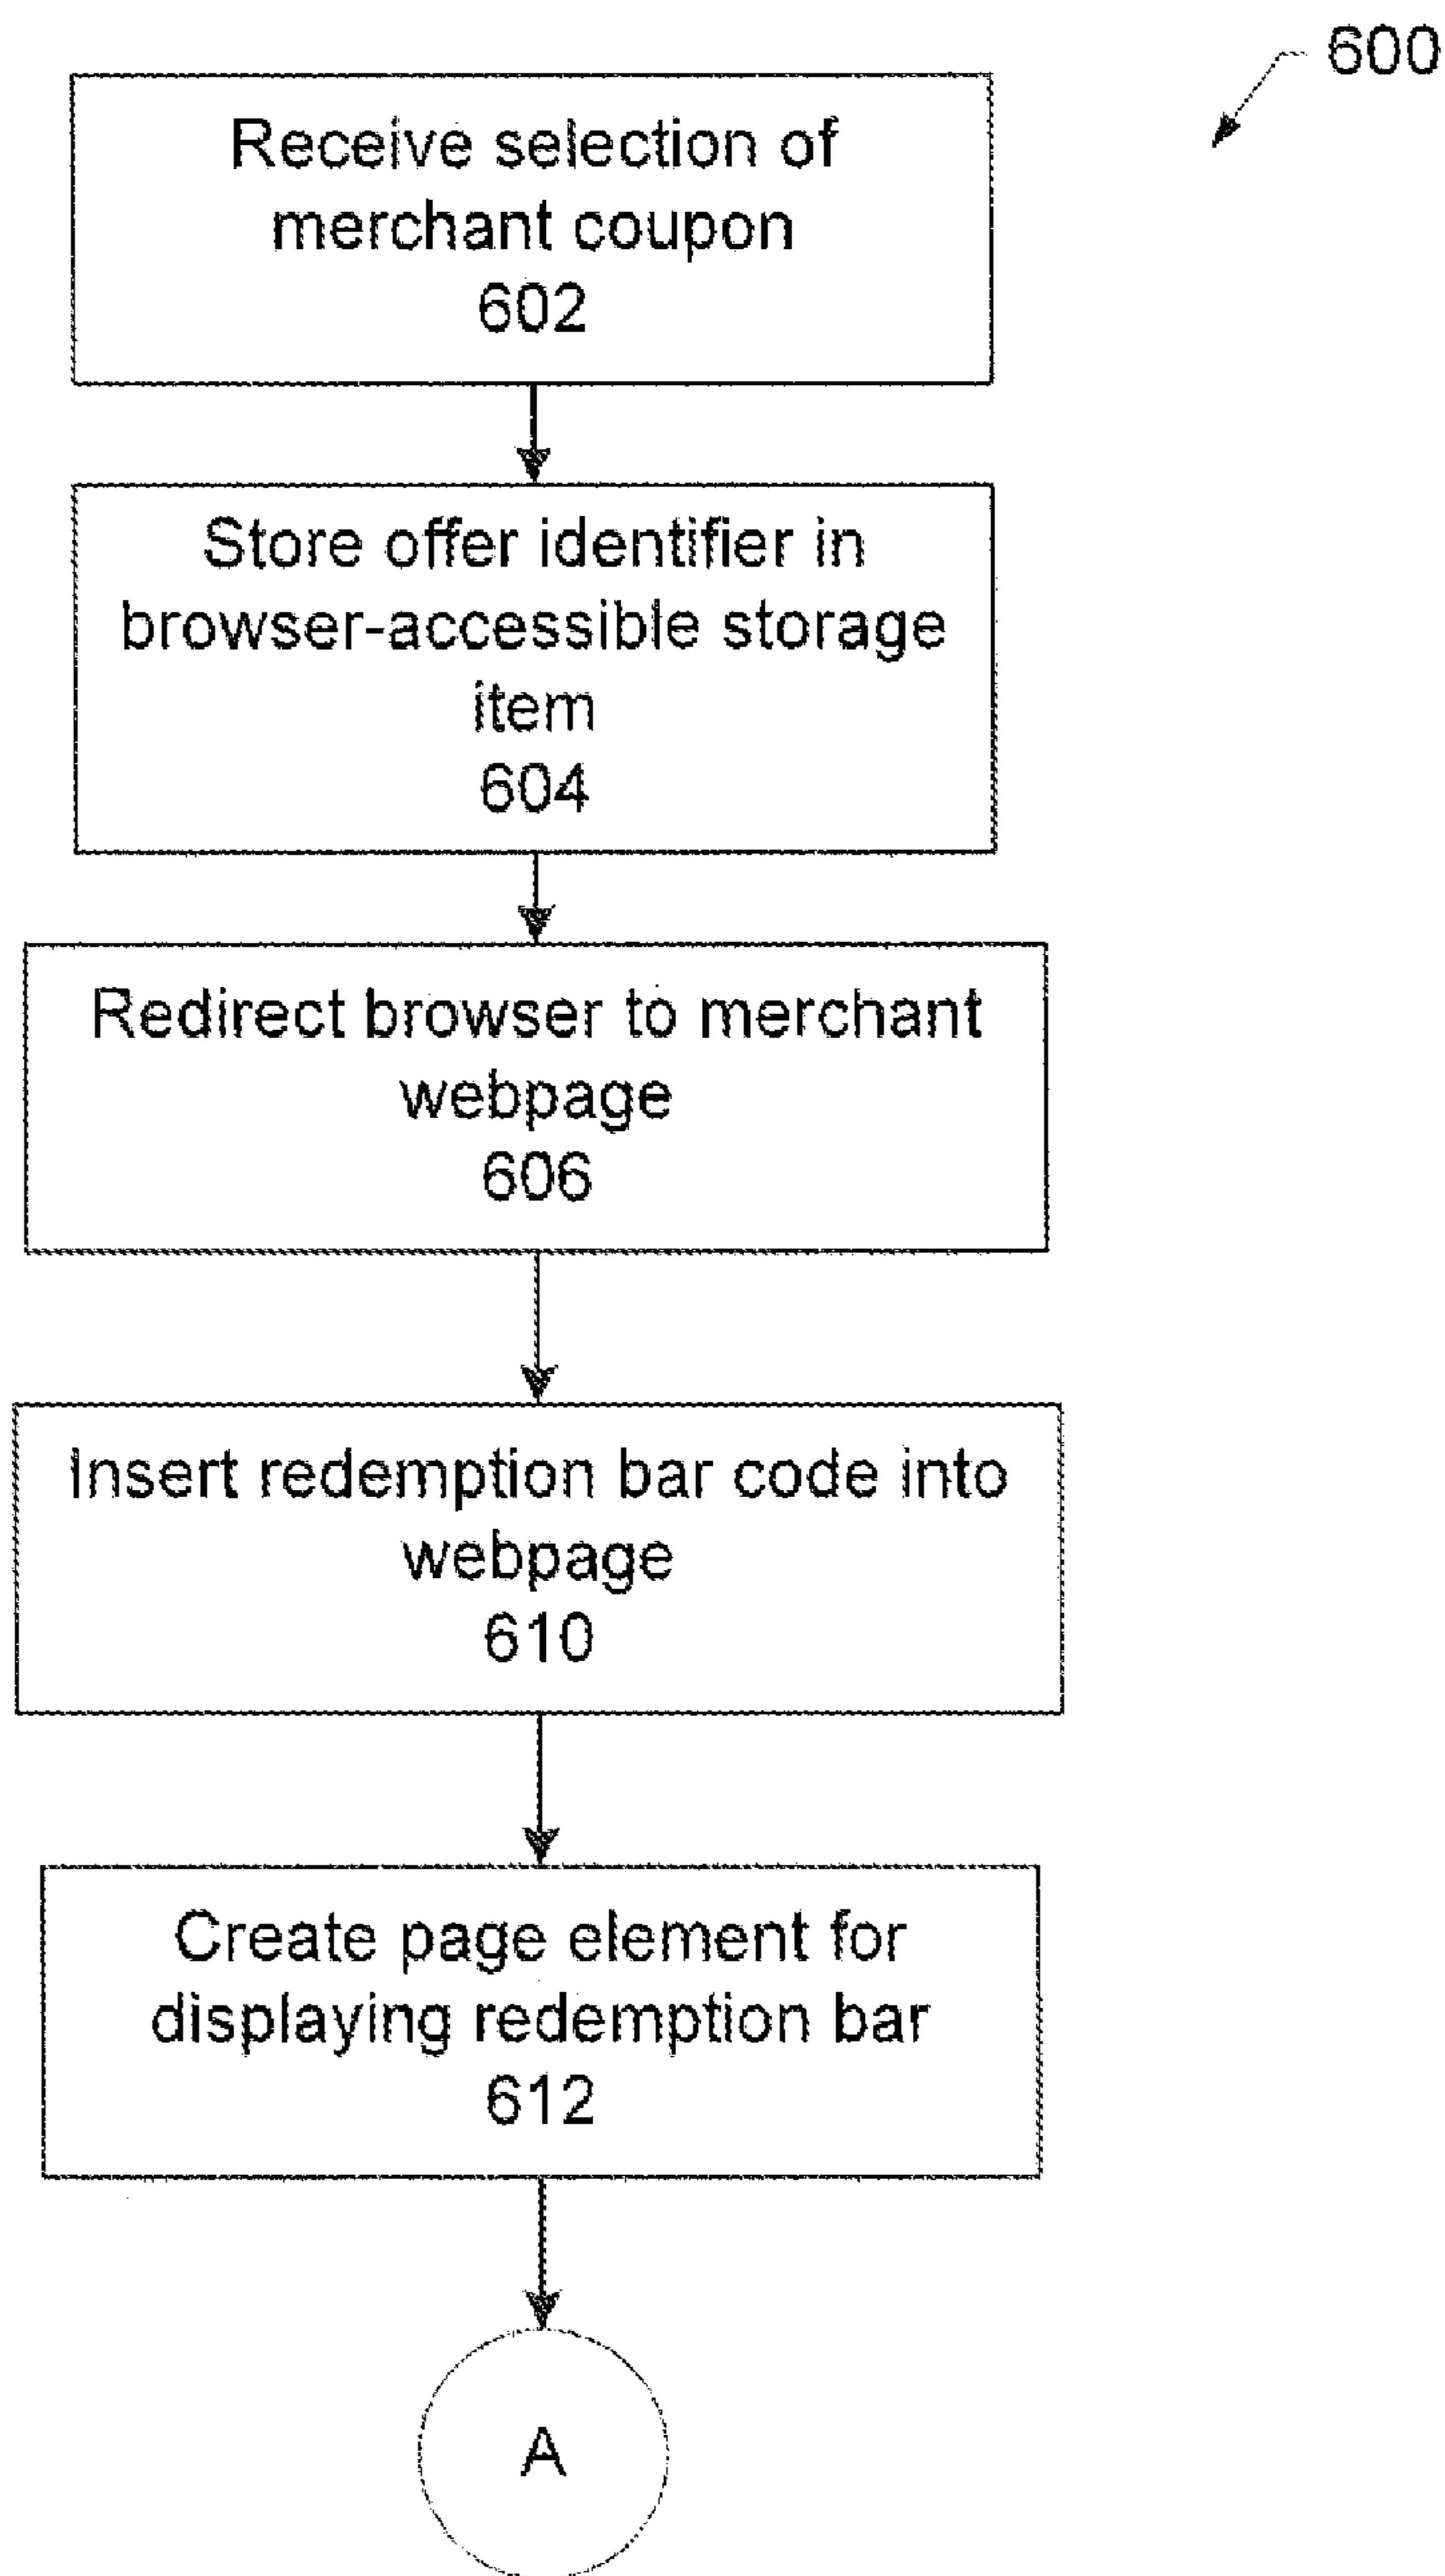 600
Receive selection of
merchant coupon
602
Store offer identifier in
browser-accessible storage
item
604
Redirect browser to merchant
webpage
606
Insert redemption bar code into
webpage
610
Create page element for
displaying redemption bar
612
A